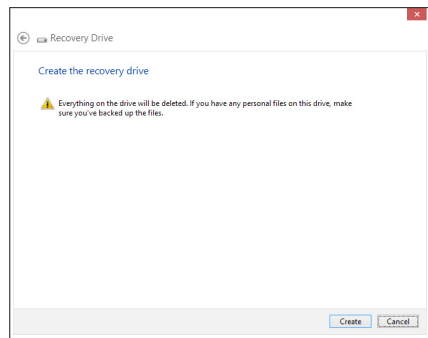 Recovery Drive
Create the recovery drive
Everything on the drive will be deleted. If you have any personal files on this drive, make
sure you've backed up the files.
Create Cancel